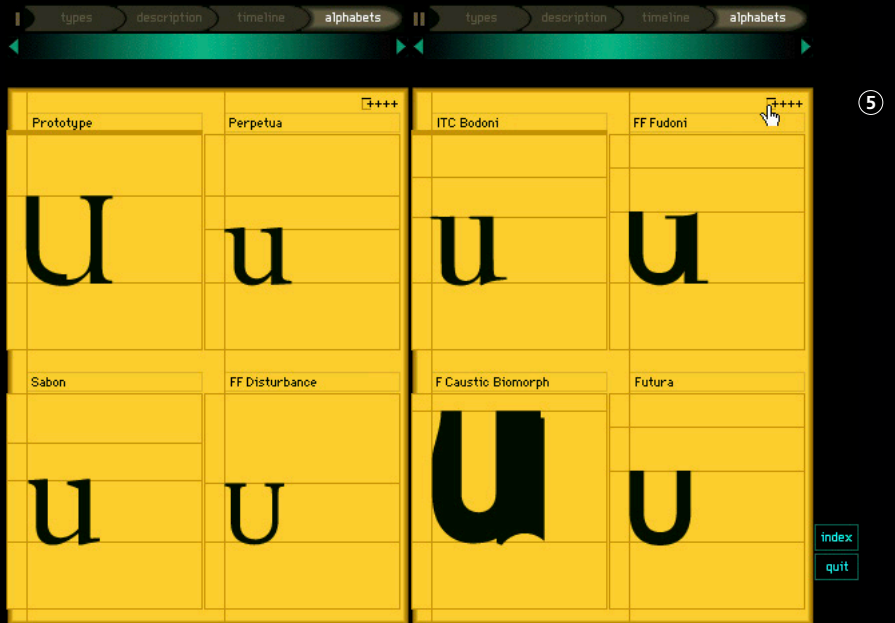 I types description timeline alphabets
II types description timeline alphabets
++++
++++
5
Prototype
Perpetua
ITC Bodoni
FF Fudoni
u
u
u
u
Sabon
FF Disturbance
F Caustic Biomorph
Futura
u
u
u
u
index
quit